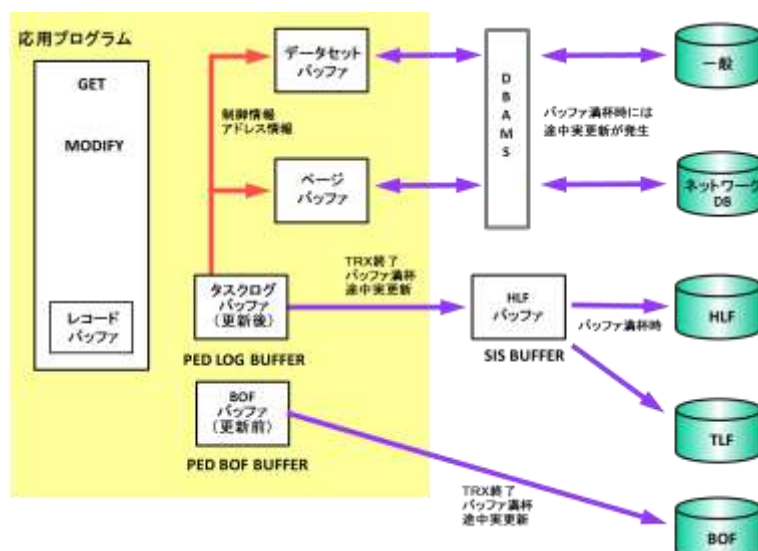 応用プログラム
GET
MODIFY
レコード
バッファ
データセット
バッファ
制御情報
アドレス情報
ページ
バッファ
タスクログ
バッファ
(更新後)
PED LOG BUFFER
BOF
バッファ
(更新前)
PED BOF BUFFER
TRX終了
バッファ満杯
途中実更新
D
B
A
M
S
バッファ満杯時には
途中実更新が発生
一般
ネットワーク
DB
HLF
バッファ
SIS BUFFER
バッファ満杯時
HLF
TLF
TRX終了
バッファ満杯
途中実更新
BOF